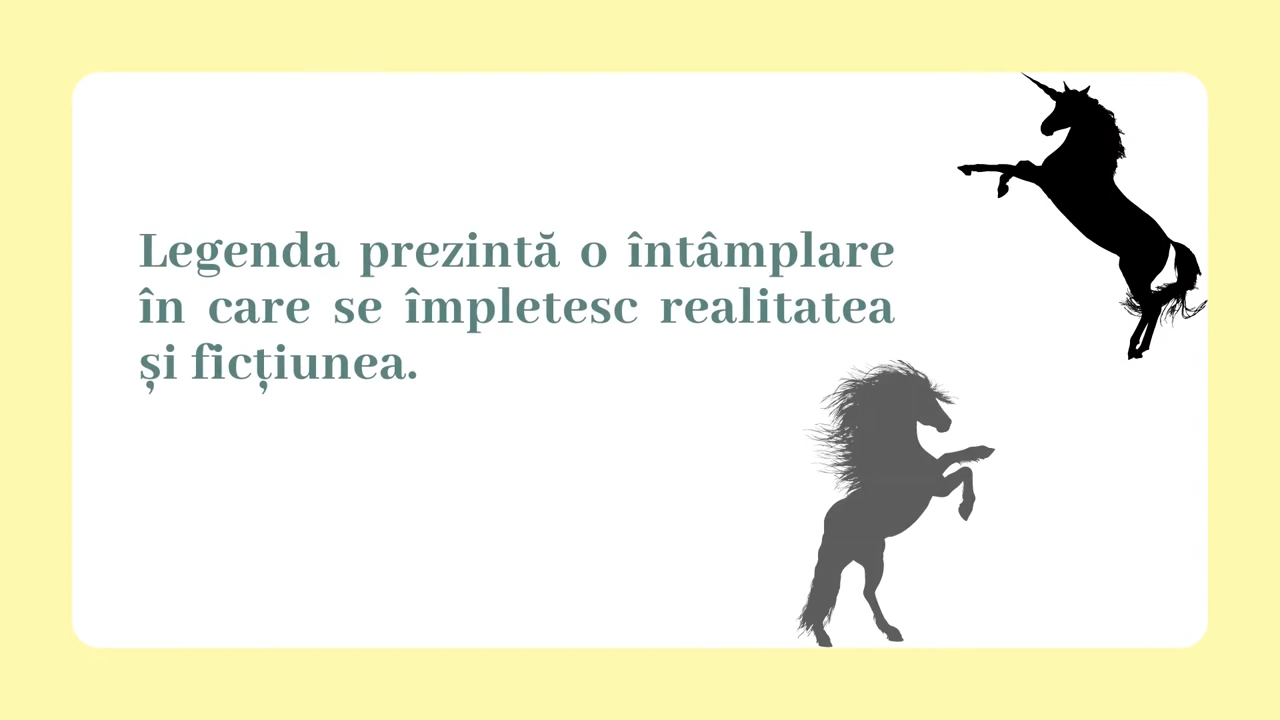 Legenda prezintă o întâmplare
în care se împletesc realitatea
și ficțiunea.